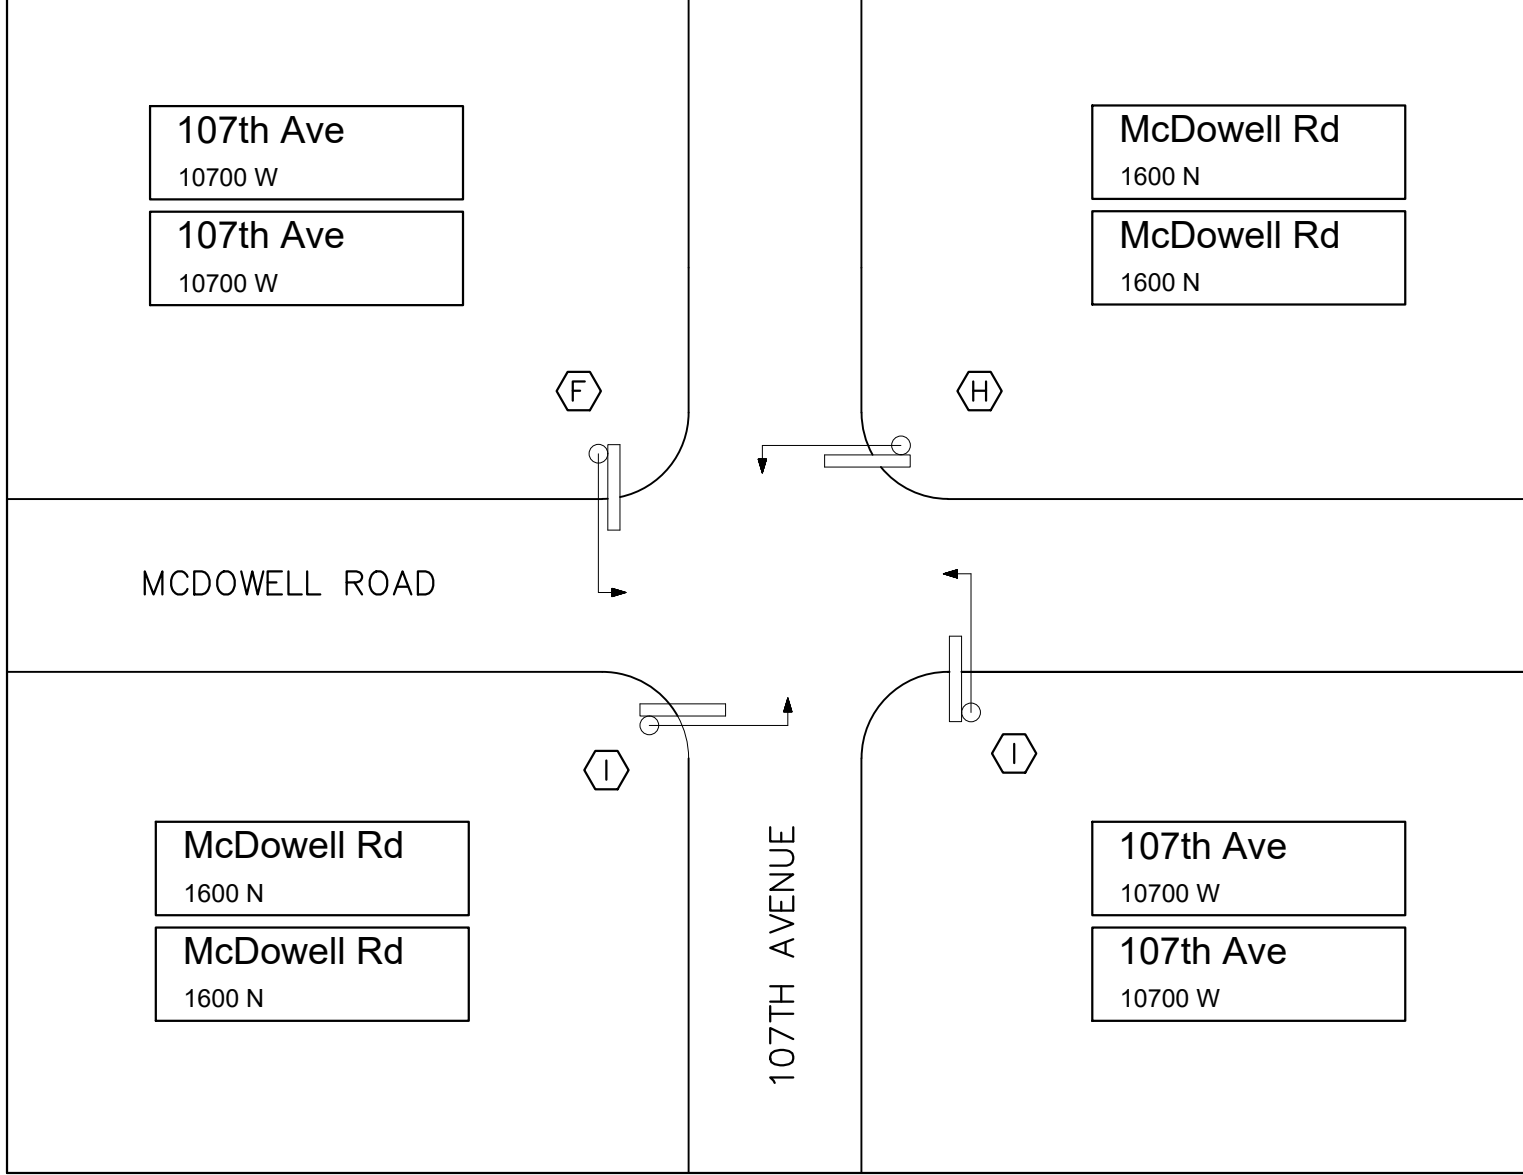 107th Ave
10700 W
107th Ave
10700 W
McDowell Rd
1600 N
McDowell Rd
1600 N
F
H
MCDOWELL ROAD
I
I
McDowell Rd
1600 N
McDowell Rd
1600 N
107TH AVENUE
107th Ave
10700 W
107th Ave
10700 W